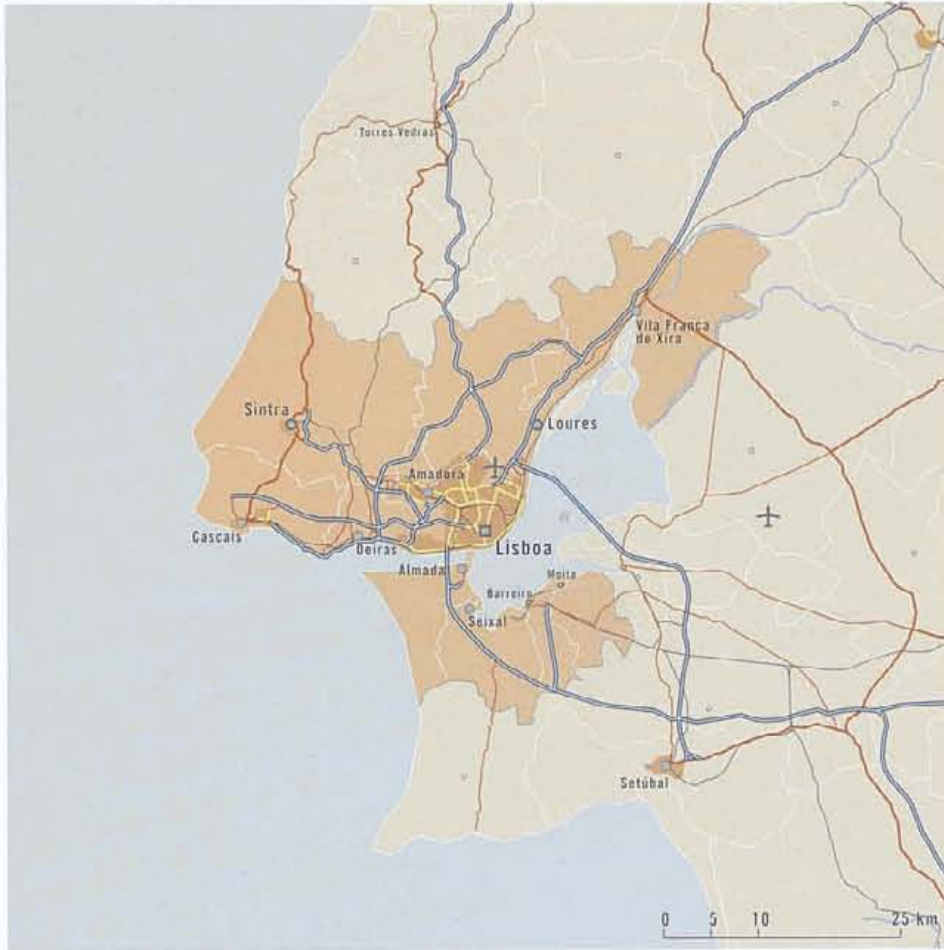 Torres Vedras
Vila Franca
de Xira
Sintra
Loures
Amadora
Cascais
Oeiras
Lisboa
Almada
Moita
Barreiro
Seixal
Setúbal
0 5 10 25 km